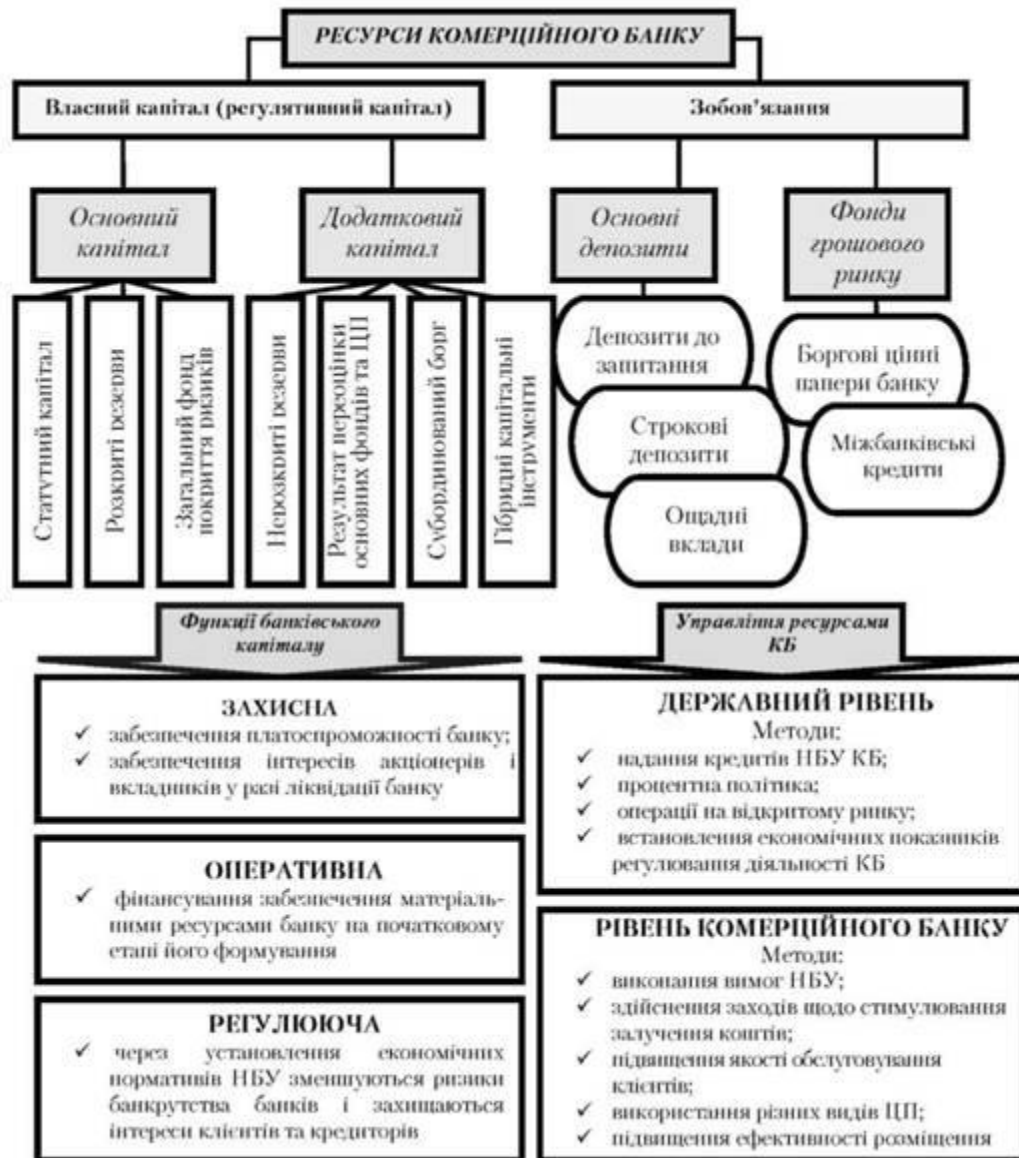 РЕСУРСИ КОМЕРЦІЙНОГО БАНКУ
Власний капітал (регулятивний капітал)
Зобов’язання
Основний
капітал
Додатковий
капітал
Основні
депозити
Фонди
грошового
ринку
Статутний капітал
Розкриті резерви
Загальний фонд
покриття ризиків
Нерозкриті резерви
Результат переоцінки
основних фондів та ЦП
Субординований борг
Гібридні капітальні
інструменти
Депозити до
запитання
Строкові
депозити
Ощадні
вклади
Боргові цінні
папери банку
Міжбанківські
кредити
Функції банківського
капіталу
ЗАХИСНА
✓ забезпечення платоспроможності банку;
✓ забезпечення інтересів акціонерів і
вкладників у разі ліквідації банку
ОПЕРАТИВНА
✓ фінансування забезпечення матеріаль-
ними ресурсами банку на початковому
етапі його формування
РЕГУЛЮЮЧА
✓ через установлення економічних
нормативів НБУ зменшуються ризики
банкрутства банків і захищаються
інтереси клієнтів та кредиторів
Управління ресурсами
КБ
ДЕРЖАВНИЙ РІВЕНЬ
Методи:
✓ надання кредитів НБУ КБ;
✓ процентна політика;
✓ операції на відкритому ринку;
✓ встановлення економічних показників
регулювання діяльності КБ
РІВЕНЬ КОМЕРЦІЙНОГО БАНКУ
Методи:
✓ виконання вимог НБУ;
✓ здійснення заходів щодо стимулювання
залучення коштів;
✓ підвищення якості обслуговування
клієнтів;
✓ використання різних видів ЦП;
✓ підвищення ефективності розміщення